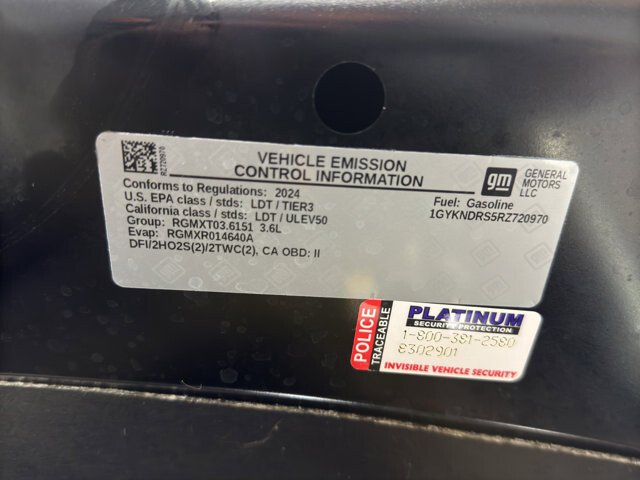 RZ720970
VEHICLE EMISSION
CONTROL INFORMATION
Conforms to Regulations: 2024
U.S. EPA class / stds: LDT / TIER3
California class / stds: LDT / ULEV50
Group: RGMXT03.6151 3.6L
Evap: RGMXR014640A
DFI/2HO2S(2)/2TWC(2), CA OBD: II
gm
GENERAL
MOTORS
LLC
Fuel: Gasoline
1GYKNDRS5RZ720970
POLICE
TRACEABLE
PLATINUM
SECURITY PROTECTION
1-800-381-2580
8302901
INVISIBLE VEHICLE SECURITY